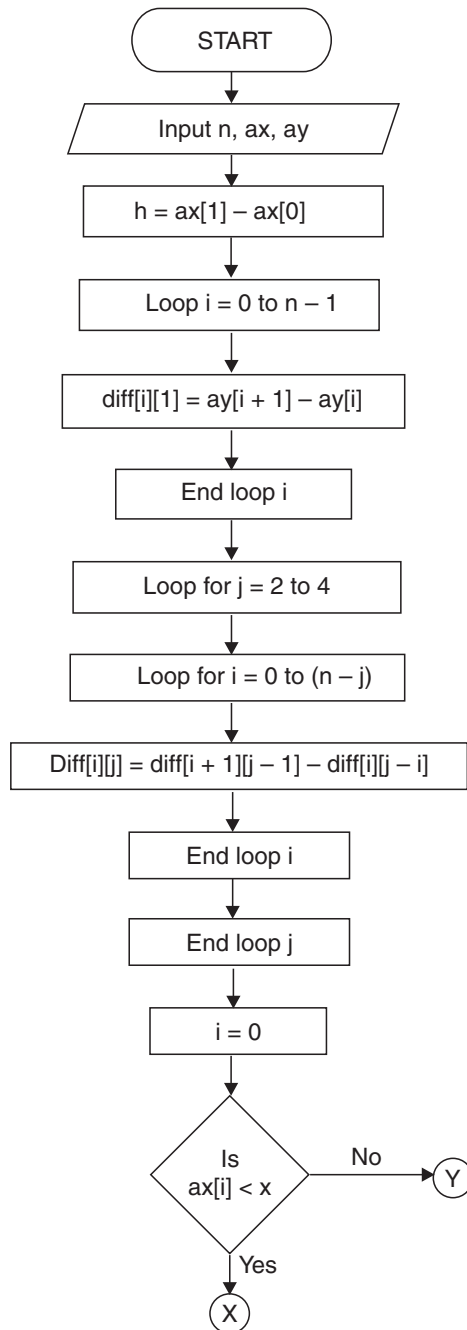 START
Input n, ax, ay
h = ax[1] – ax[0]
Loop i = 0 to n – 1
diff[i][1] = ay[i + 1] – ay[i]
End loop i
Loop for j = 2 to 4
Loop for i = 0 to (n – j)
Diff[i][j] = diff[i + 1][j – 1] – diff[i][j – i]
End loop i
End loop j
i = 0
Is
ax[i] < x
No
Y
Yes
X